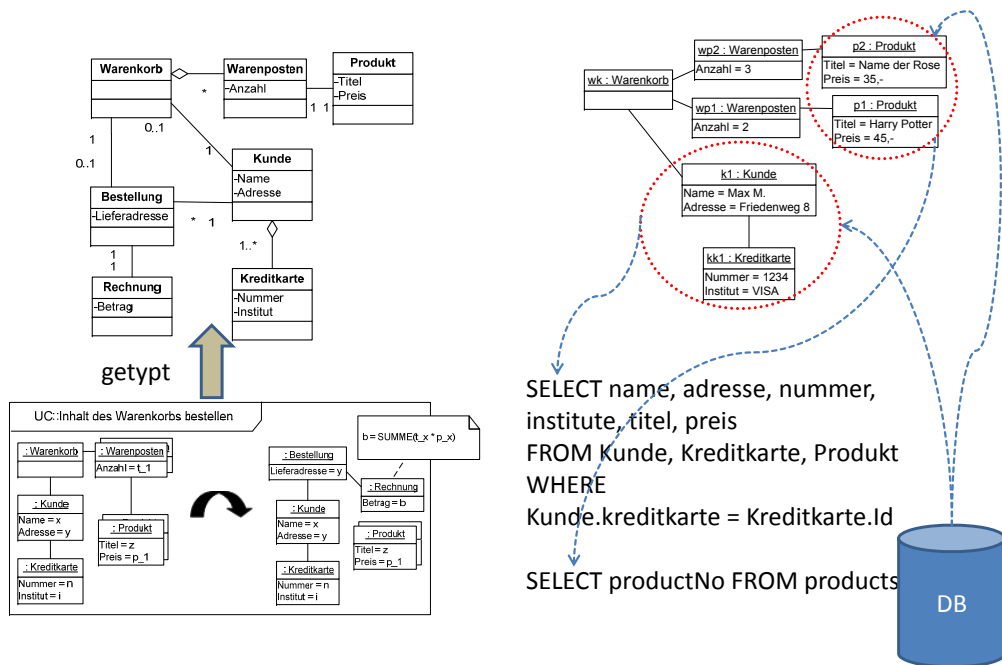 Warenkorb
Warenposten
-Anzahl
Produkt
-Titel
-Preis
*
1
1
0..1
1
1
0..1
Kunde
-Name
-Adresse
Bestellung
-Lieferadresse
*
1
1..*
1
1
Rechnung
-Betrag
Kreditkarte
-Nummer
-Institut
getypt
UC::Inhalt des Warenkorbs bestellen
b = SUMME(t_x * p_x)
: Warenkorb
: Warenposten
Anzahl = t_1
: Kunde
Name = x
Adresse = y
: Produkt
Titel = z
Preis = p_1
: Kreditkarte
Nummer = n
Institut = i
: Bestellung
Lieferadresse = y
: Rechnung
Betrag = b
: Kunde
Name = x
Adresse = y
: Produkt
Titel = z
Preis = p_1
: Kreditkarte
Nummer = n
Institut = i
wk : Warenkorb
wp2 : Warenposten
Anzahl = 3
p2 : Produkt
Titel = Name der Rose
Preis = 35,-
wp1 : Warenposten
Anzahl = 2
p1 : Produkt
Titel = Harry Potter
Preis = 45,-
k1 : Kunde
Name = Max M.
Adresse = Friedenweg 8
kk1 : Kreditkarte
Nummer = 1234
Institut = VISA
SELECT name, adresse, nummer,
institute, titel, preis
FROM Kunde, Kreditkarte, Produkt
WHERE
Kunde.kreditkarte = Kreditkarte.Id
SELECT productNo FROM products
DB